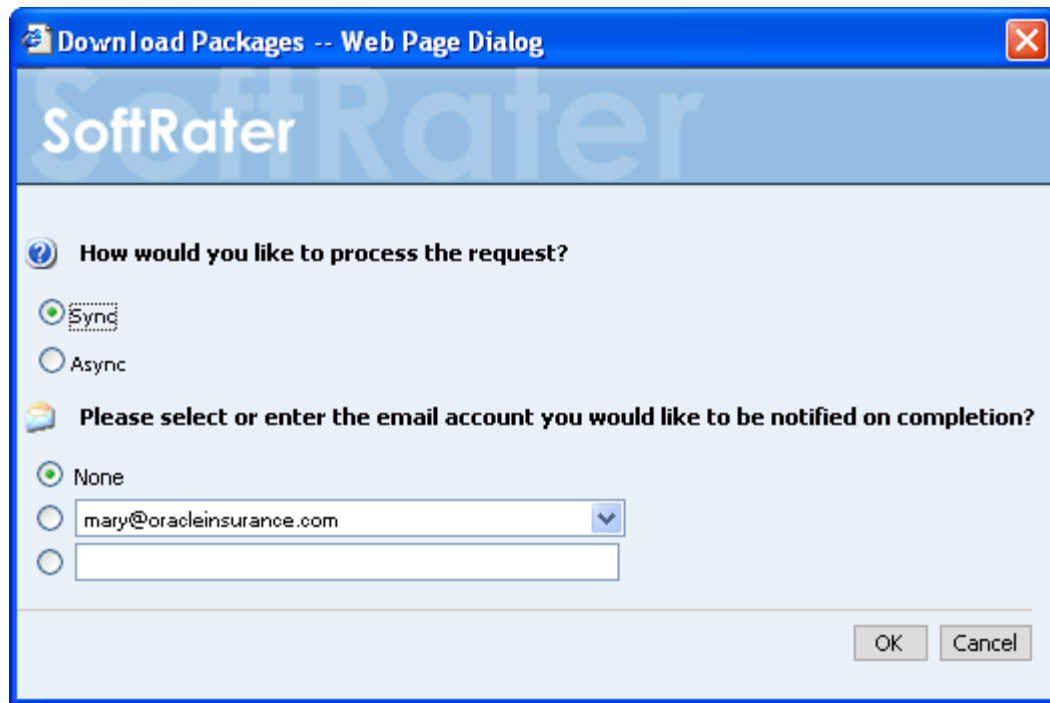 Download Packages -- Web Page Dialog
SoftRater
SoftRater
How would you like to process the request?
Sync
Async
Please select or enter the email account you would like to be notified on completion?
None
mary@oracleinsurance.com
OK Cancel